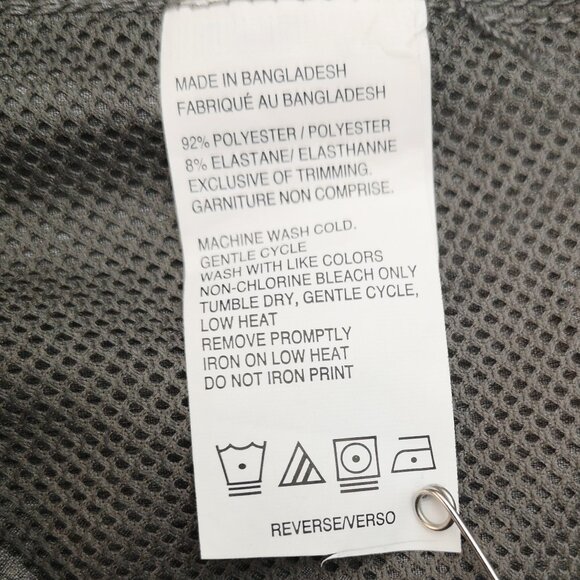 MADE IN BANGLADESH
FABRIQUÉ AU BANGLADESH
92% POLYESTER / POLYESTER
8% ELASTANE/ ELASTHANNE
EXCLUSIVE OF TRIMMING.
GARNITURE NON COMPRISE.
MACHINE WASH COLD.
GENTLE CYCLE
WASH WITH LIKE COLORS
NON-CHLORINE BLEACH ONLY
TUMBLE DRY, GENTLE CYCLE,
LOW HEAT
REMOVE PROMPTLY
IRON ON LOW HEAT
DO NOT IRON PRINT
REVERSE/VERSO